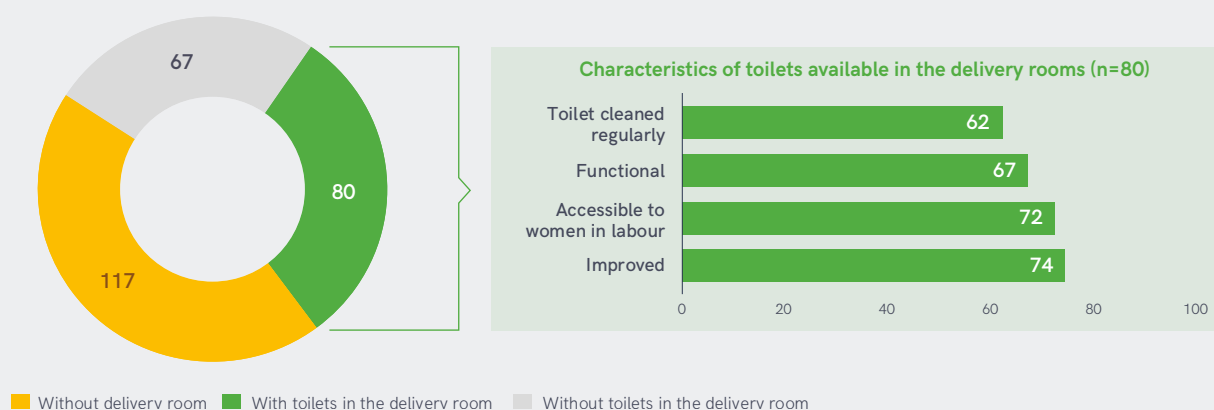 67
80
117
Characteristics of toilets available in the delivery rooms (n=80)
Toilet cleaned
regularly
62
Functional
67
Accessible to
women in labour
72
Improved
74
0 20 40 60 80 100
Without delivery room With toilets in the delivery room Without toilets in the delivery room